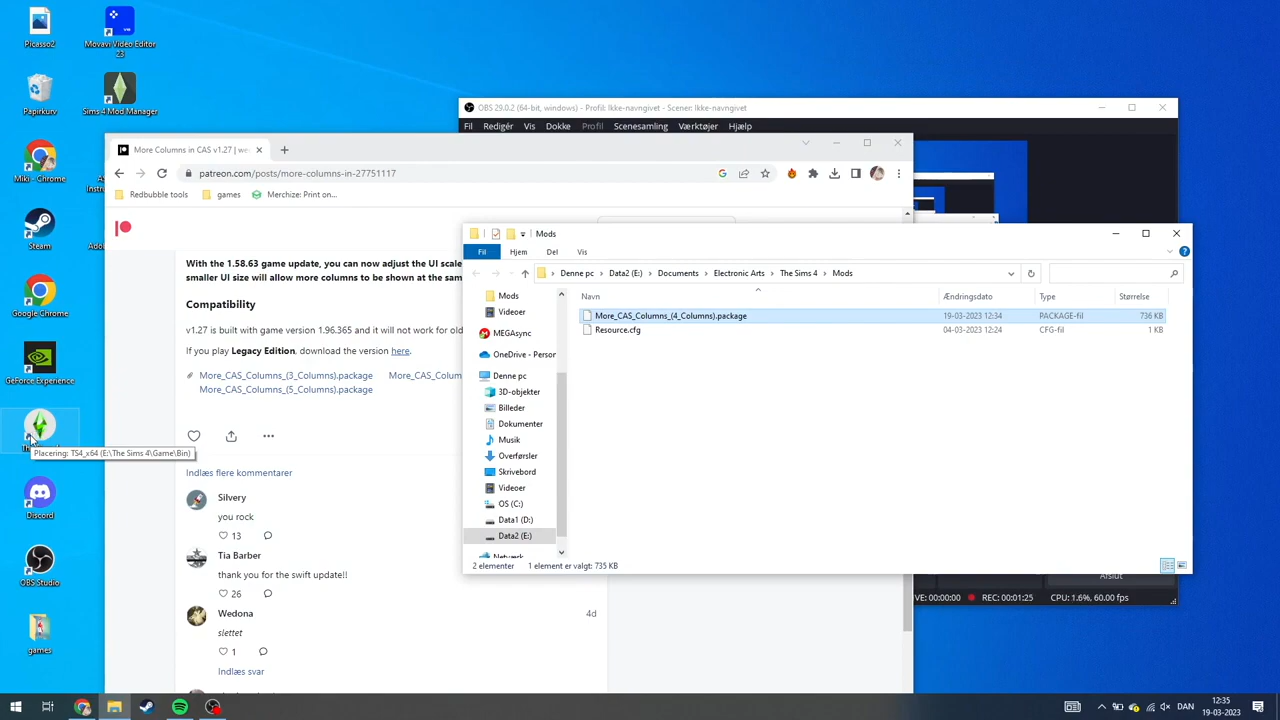 Picasso2
Movavi Video Editor
23
Papirkurv
Sims 4 Mod Manager
Miki - Chrome
Steam
Google Chrome
GeForce Experience
Placering: TS4_x64 (E:\The Sims 4\Game\Bin)
Discord
OBS Studio
games
OBS 29.0.2 (64-bit, windows) - Profil: Ikke-navngivet - Scener: Ikke-navngivet
Fil Redigér Vis Dokke Profil Scenesamling Værktøjer Hjælp
More Columns in CAS v1.27 | we
patreon.com/posts/more-columns-in-27751117
Redbubble tools games Merchize: Print on...
With the 1.58.63 game update, you can now adjust the UI scale
smaller UI size will allow more columns to be shown at the sam
Compatibility
v1.27 is built with game version 1.96.365 and it will not work for old
If you play Legacy Edition, download the version here.
More_CAS_Columns_(3_Columns).package More_CAS_Colum
More_CAS_Columns_(5_Columns).package
Indlæs flere kommentarer
Silvery
you rock
13
Tia Barber
thank you for the swift update!!
26
Wedona 4d
slettet
1
Indlæs svar
Mods
Fil Hjem Del Vis
Denne pc Data2 (E:) Documents Electronic Arts The Sims 4 Mods
Navn Ændringsdato Type Størrelse
More_CAS_Columns_(4_Columns).package 19-03-2023 12:34 PACKAGE-fil 736 KB
Resource.cfg 04-03-2023 12:24 CFG-fil 1 KB
Mods
Videoer
MEGAsync
OneDrive - Person
Denne pc
3D-objekter
Billeder
Dokumenter
Musik
Overførsler
Skrivebord
Videoer
OS (C:)
Data1 (D:)
Data2 (E:)
Netværk
2 elementer 1 element er valgt: 735 KB
Afslut
IVE: 00:00:00 REC: 00:01:25 CPU: 1.6%, 60.00 fps
DAN
12:35
19-03-2023